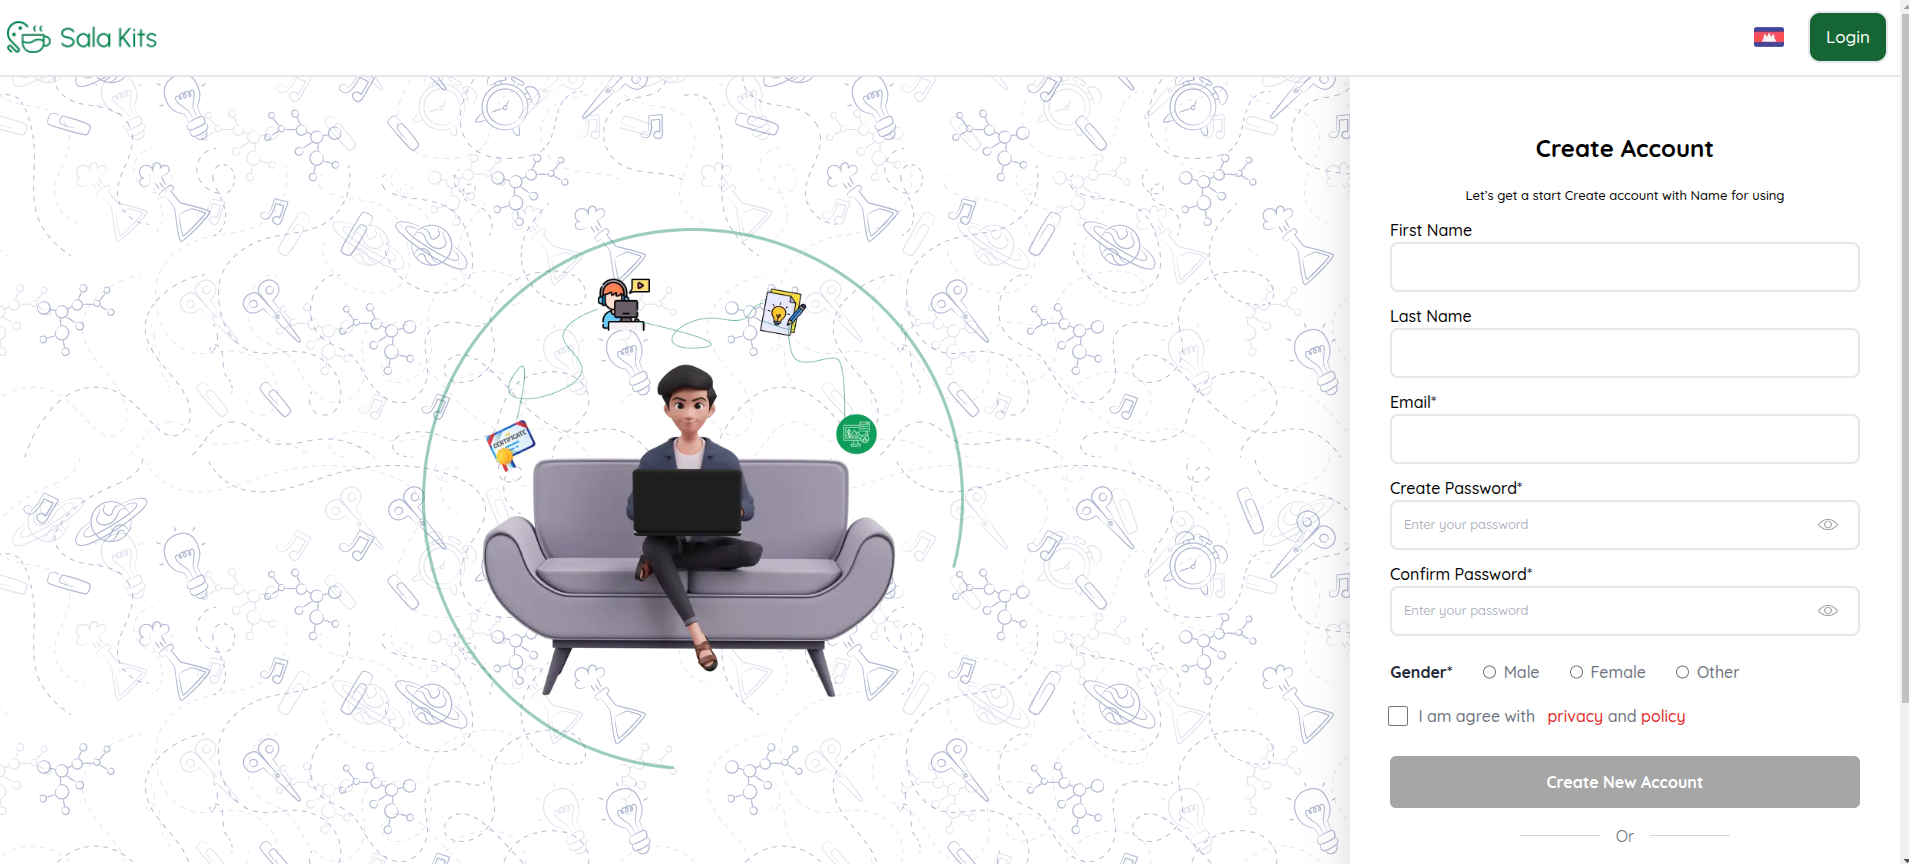 Sala Kits
Login
CERTIFICATE
Create Account
Let's get a start Create account with Name for using
First Name
Last Name
Email*
Create Password*
Enter your password
Confirm Password*
Enter your password
Gender* Male Female Other
I am agree with privacy and policy
Create New Account
Or